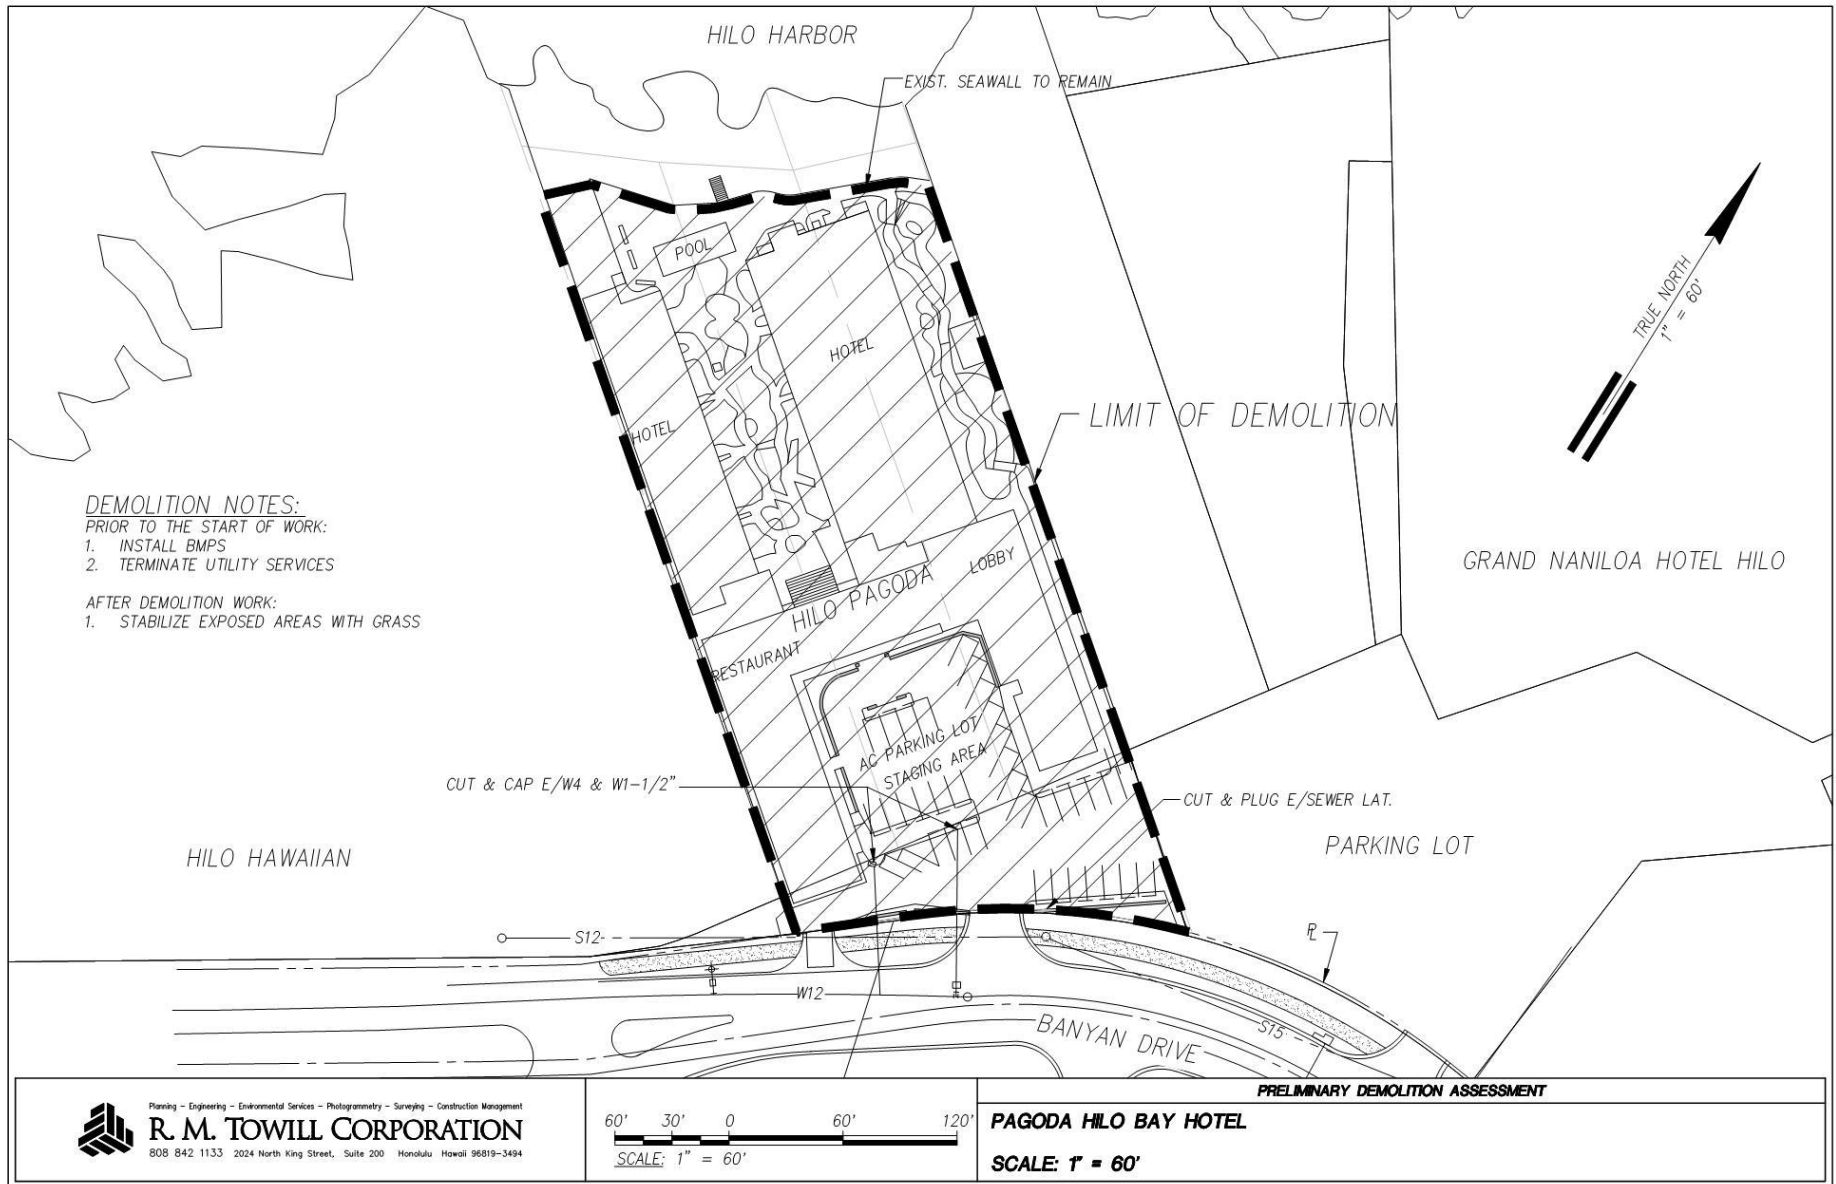 HILO HARBOR
EXIST. SEAWALL TO REMAIN
POOL
TRUE NORTH
1" = 60'
HOTEL
LIMIT OF DEMOLITION
HOTEL
DEMOLITION NOTES:
PRIOR TO THE START OF WORK:
1. INSTALL BMPS
2. TERMINATE UTILITY SERVICES
AFTER DEMOLITION WORK:
1. STABILIZE EXPOSED AREAS WITH GRASS
GRAND NANILOA HOTEL HILO
LOBBY
HILO PAGODA
RESTAURANT
AC PARKING LOT
STAGING AREA
CUT & CAP E/W4 & W1-1/2"
CUT & PLUG E/SEWER LAT.
HILO HAWAIIAN
PARKING LOT
S12
PL
W12
S15
BANYAN DRIVE
Planning - Engineering - Environmental Services - Photogrammetry - Surveying - Construction Management
R. M. TOWILL CORPORATION
808 842 1133 2024 North King Street, Suite 200 Honolulu Hawaii 96819-3494
60' 30' 0 60' 120'
SCALE: 1" = 60'
PRELIMINARY DEMOLITION ASSESSMENT
PAGODA HILO BAY HOTEL
SCALE: 1" = 60'